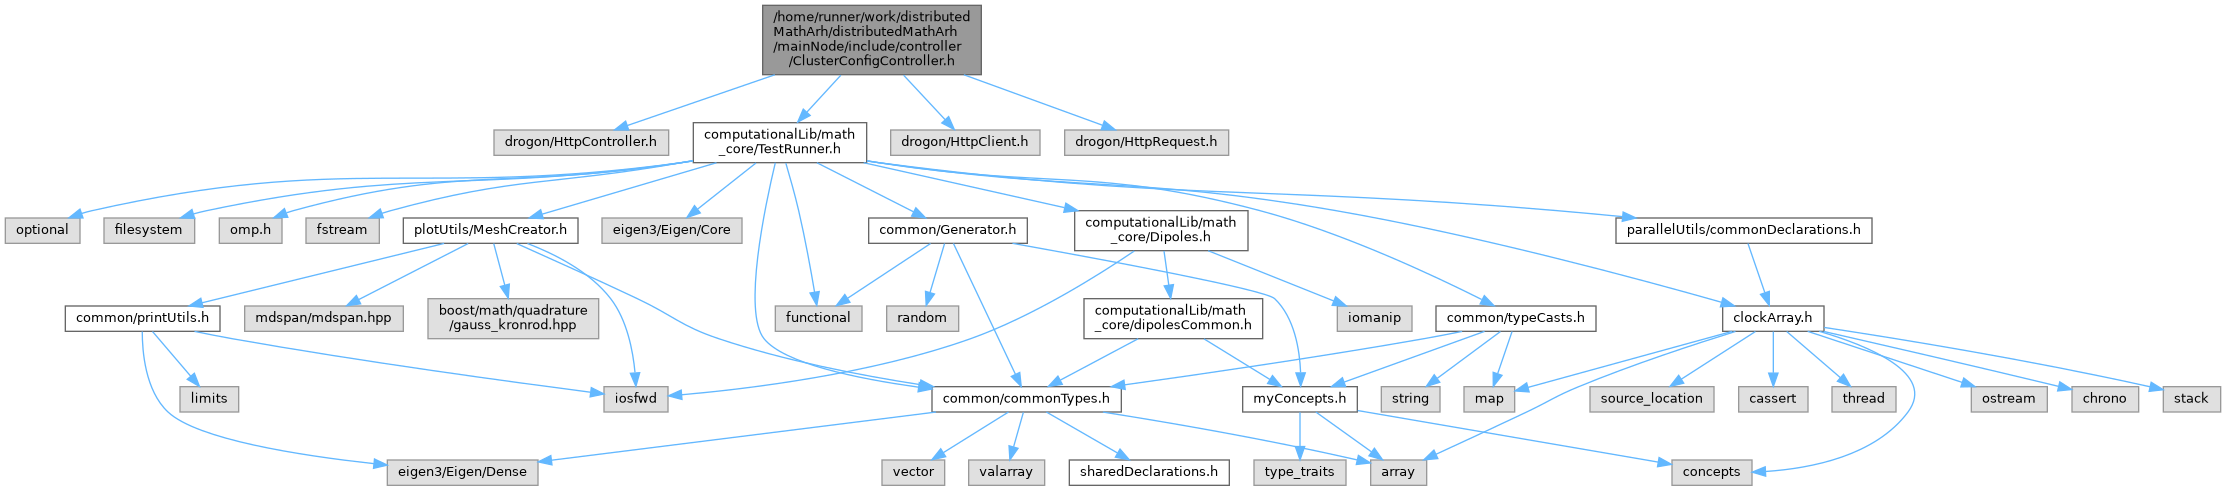 /home/runner/work/distributed
MathArh/distributedMathArh
/mainNode/include/controller
/ClusterConfigController.h
drogon/HttpController.h
computationalLib/math
_core/TestRunner.h
drogon/HttpClient.h
drogon/HttpRequest.h
optional
filesystem
omp.h
fstream
plotUtils/MeshCreator.h
eigen3/Eigen/Core
common/Generator.h
computationalLib/math
_core/Dipoles.h
parallelUtils/commonDeclarations.h
common/printUtils.h
mdspan/mdspan.hpp
boost/math/quadrature
/gauss_kronrod.hpp
functional
random
computationalLib/math
_core/dipolesCommon.h
iomanip
common/typeCasts.h
clockArray.h
limits
iosfwd
common/commonTypes.h
myConcepts.h
string
map
source_location
cassert
thread
ostream
chrono
stack
eigen3/Eigen/Dense
vector
valarray
sharedDeclarations.h
type_traits
array
concepts